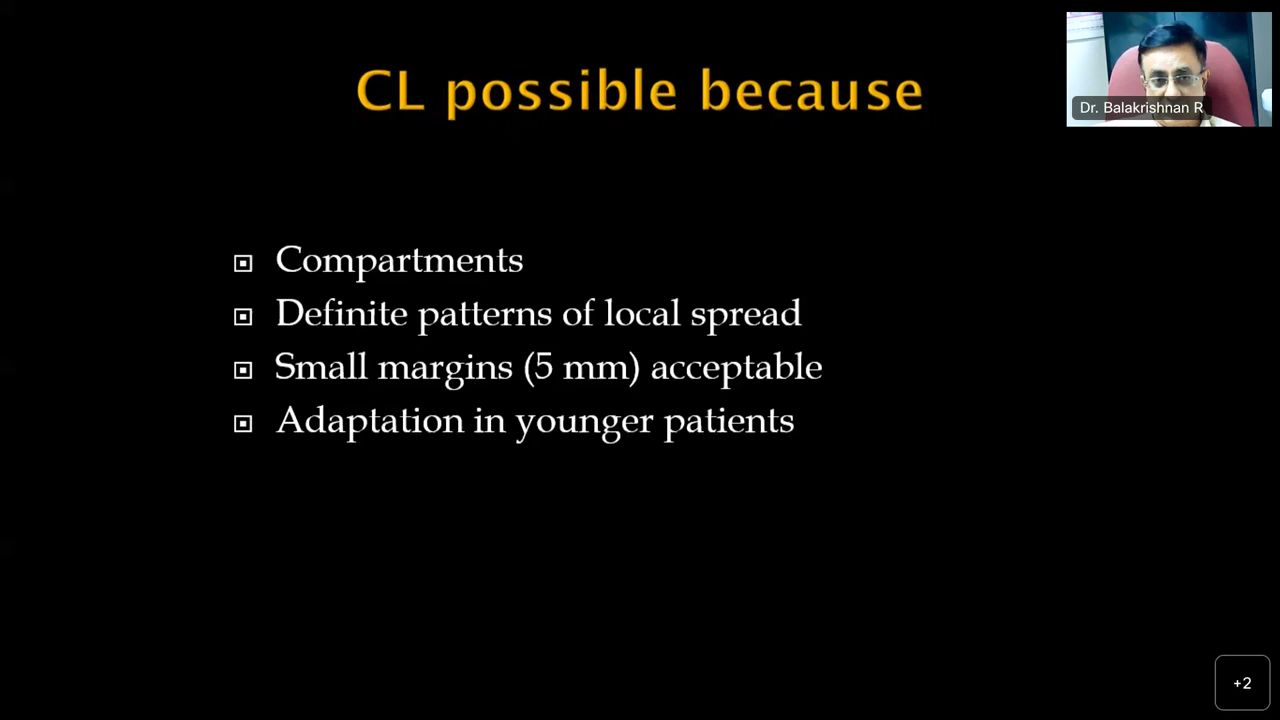 CL possible because
Dr. Balakrishnan R
Compartments
Definite patterns of local spread
Small margins (5 mm) acceptable
Adaptation in younger patients
+2